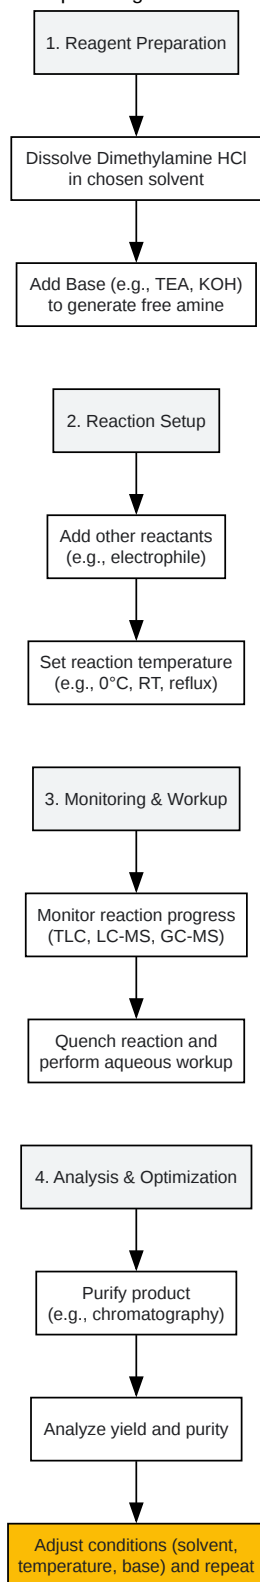 1. Reagent Preparation
Dissolve Dimethylamine HCl
in chosen solvent
Add Base (e.g., TEA, KOH)
to generate free amine
2. Reaction Setup
Add other reactants
(e.g., electrophile)
Set reaction temperature
(e.g., 0°C, RT, reflux)
3. Monitoring & Workup
Monitor reaction progress
(TLC, LC-MS, GC-MS)
Quench reaction and
perform aqueous workup
4. Analysis & Optimization
Purify product
(e.g., chromatography)
Analyze yield and purity
Adjust conditions (solvent,
temperature, base) and repeat